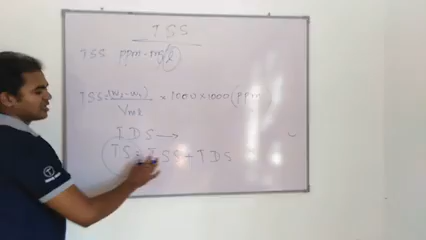 TSS
TSS ppm - mg/L
TSS = (W₂ - W₁) / VmL × 1000 × 1000 (ppm)
TDS →
TS = TSS + TDS